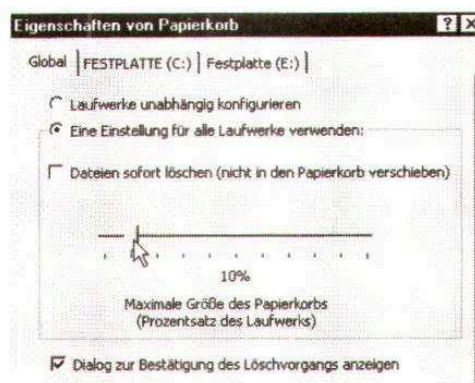 Eigenschaften von Papierkorb
Global FESTPLATTE (C:) Festplatte (E:)
Laufwerke unabhängig konfigurieren
Eine Einstellung für alle Laufwerke verwenden:
Dateien sofort löschen (nicht in den Papierkorb verschieben)
10%
Maximale Größe des Papierkorbs
(Prozentsatz des Laufwerks)
Dialog zur Bestätigung des Löschvorgangs anzeigen